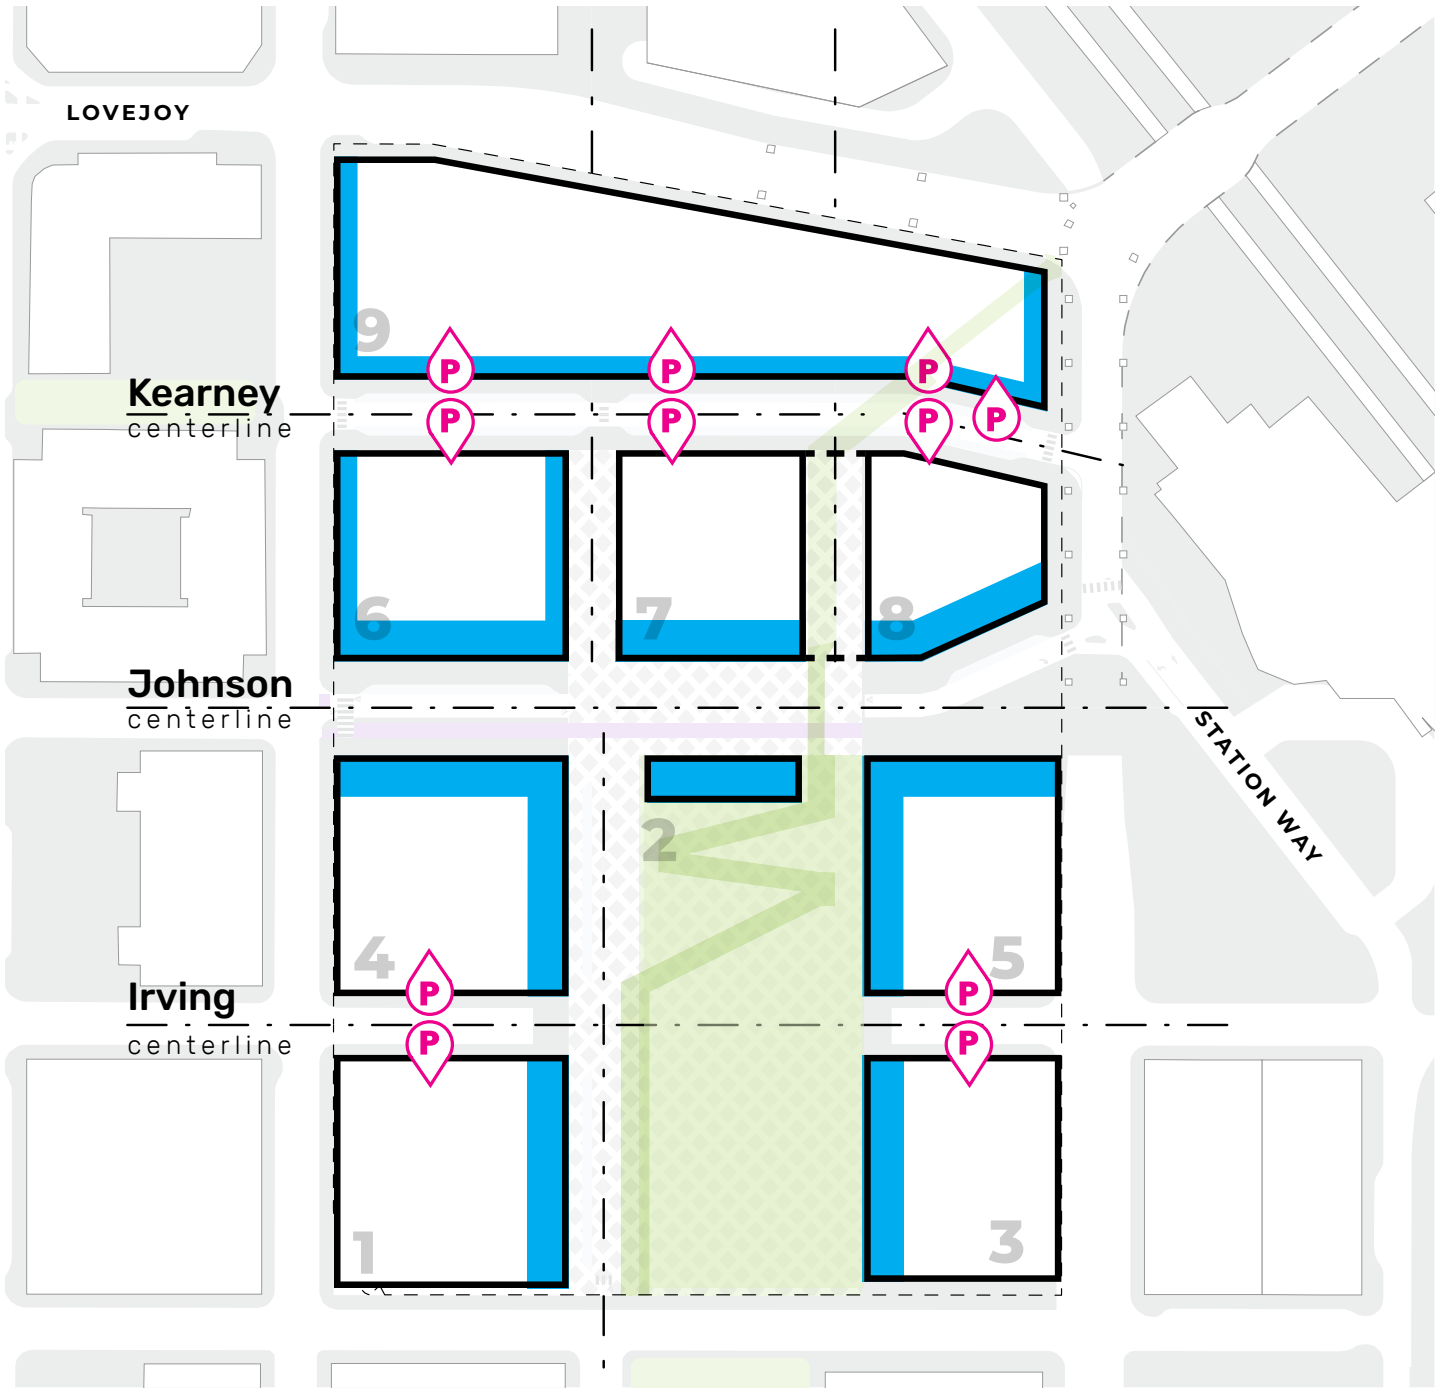 LOVEJOY
9
P
P
P
Kearney
centerline
P
P
P
P
6
7
8
Johnson
centerline
STATION WAY
2
4
5
P
P
Irving
centerline
P
P
1
3